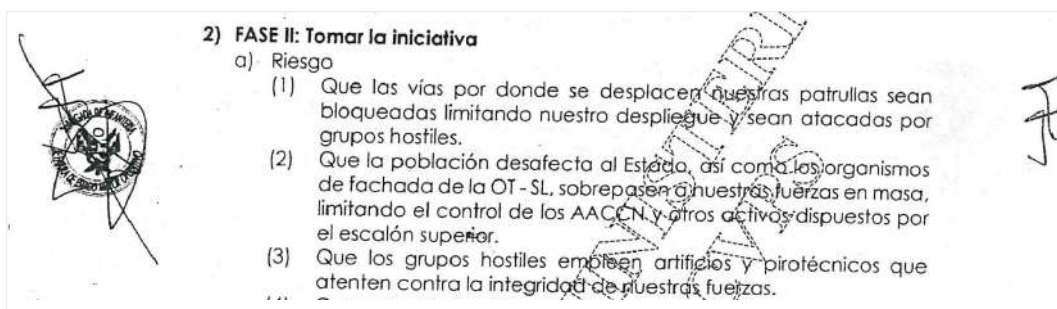 2) FASE II: Tomar la iniciativa
a) Riesgo
(1) Que las vías por donde se desplacen nuestras patrullas sean
bloqueadas limitando nuestro despliegue y sean atacadas por
grupos hostiles.
(2) Que la población desafecta al Estado, así como los organismos
de fachada de la OT - SL, sobrepasen a nuestras fuerzas en masa,
limitando el control de los AACCN y otros activos dispuestos por
el escalón superior.
(3) Que los grupos hostiles empleen artificios y pirotécnicos que
atenten contra la integridad de nuestras fuerzas.